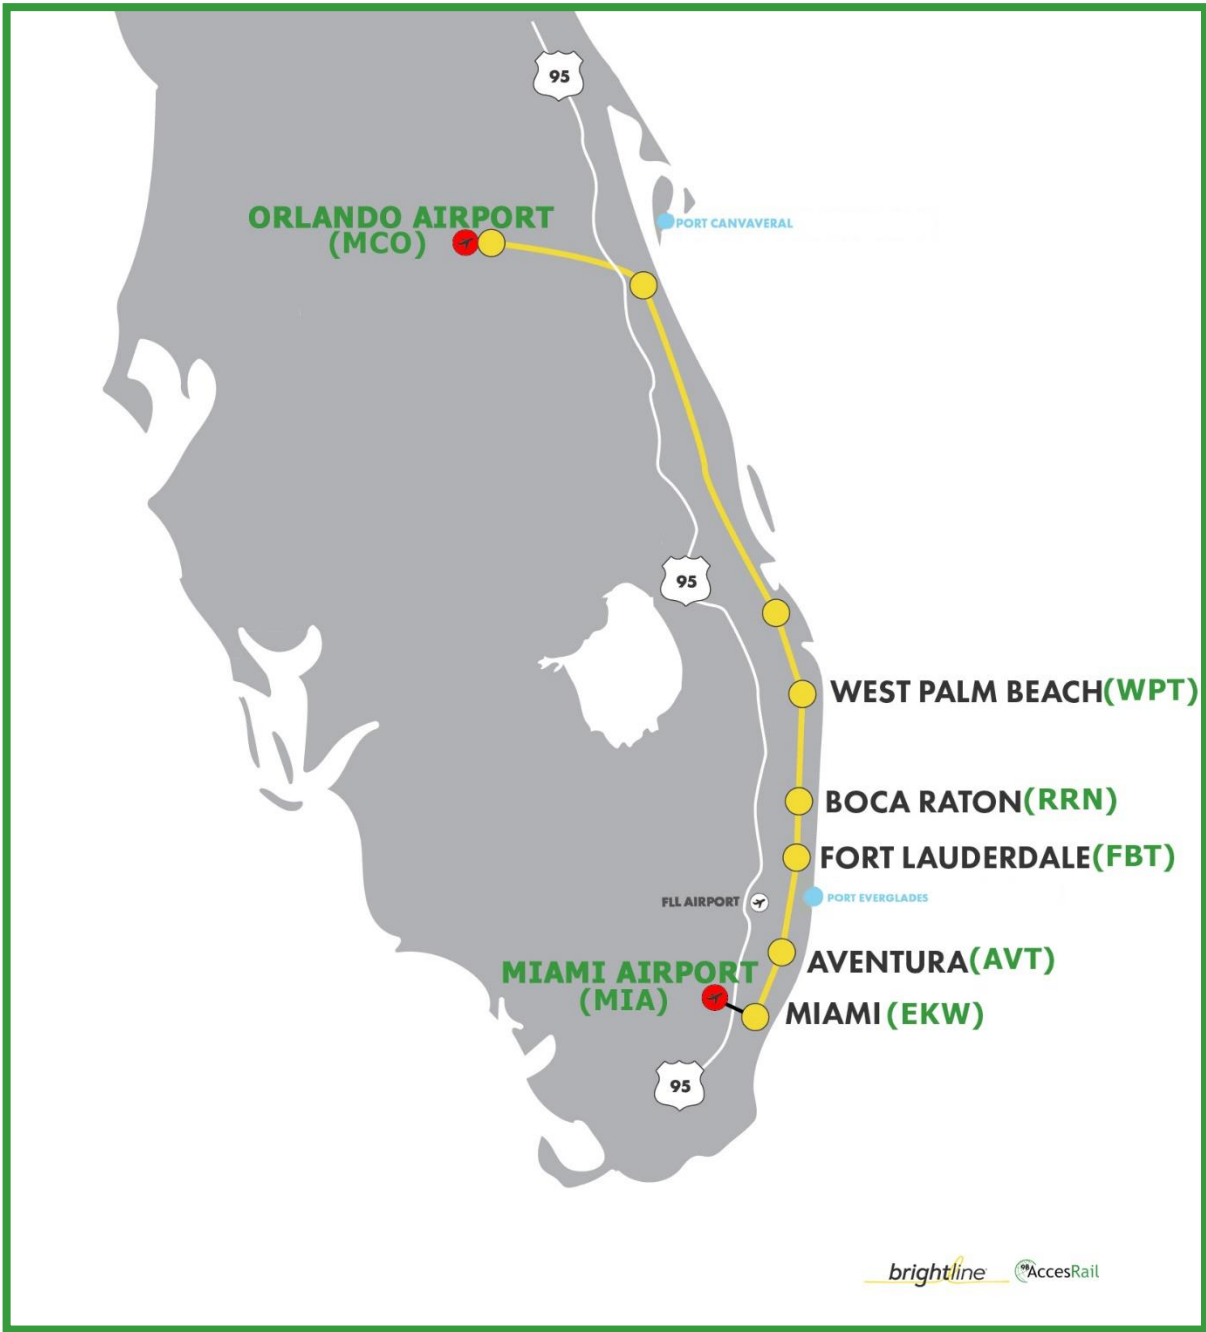 95
ORLANDO AIRPORT
(MCO)
PORT CANVAVERAL
95
WEST PALM BEACH(WPT)
BOCA RATON(RRN)
FORT LAUDERDALE(FBT)
FLL AIRPORT
PORT EVERGLADES
AVENTURA(AVT)
MIAMI AIRPORT
(MIA)
MIAMI (EKW)
95
brightline
9B AccesRail